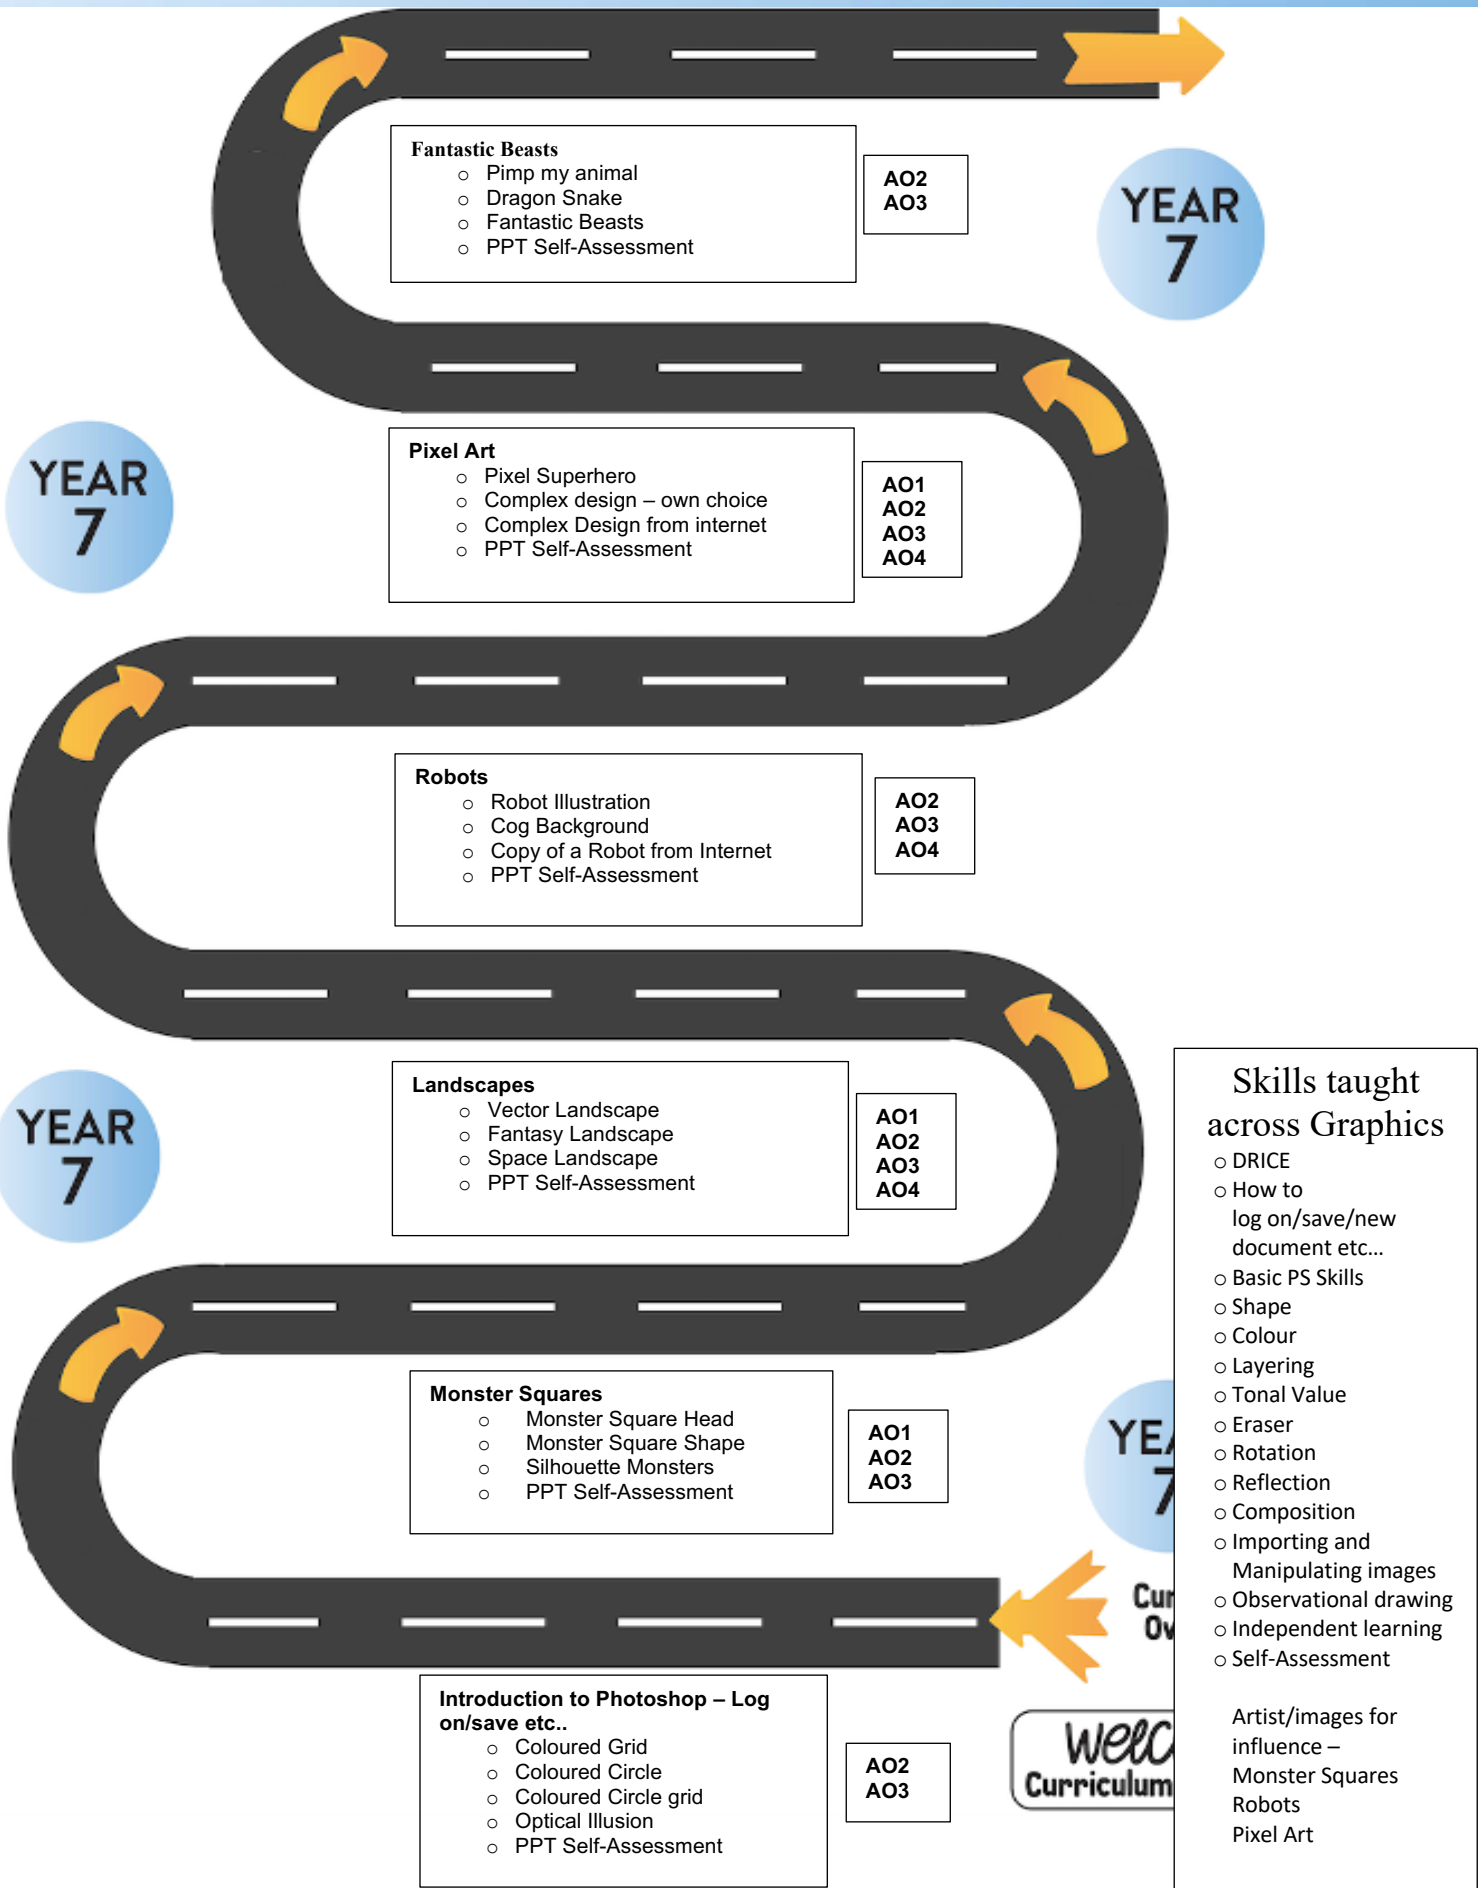 Fantastic Beasts
○ Pimp my animal
○ Dragon Snake
○ Fantastic Beasts
○ PPT Self-Assessment
AO2
AO3
YEAR
7
Pixel Art
○ Pixel Superhero
○ Complex design – own choice
○ Complex Design from internet
○ PPT Self-Assessment
AO1
AO2
AO3
AO4
YEAR
7
Robots
○ Robot Illustration
○ Cog Background
○ Copy of a Robot from Internet
○ PPT Self-Assessment
AO2
AO3
AO4
Landscapes
○ Vector Landscape
○ Fantasy Landscape
○ Space Landscape
○ PPT Self-Assessment
AO1
AO2
AO3
AO4
YEAR
7
Monster Squares
○ Monster Square Head
○ Monster Square Shape
○ Silhouette Monsters
○ PPT Self-Assessment
AO1
AO2
AO3
7
Introduction to Photoshop – Log
on/save etc..
○ Coloured Grid
○ Coloured Circle
○ Coloured Circle grid
○ Optical Illusion
○ PPT Self-Assessment
AO2
AO3
Curriculum
Skills taught
across Graphics
○ DRICE
○ How to
log on/save/new
document etc...
○ Basic PS Skills
○ Shape
○ Colour
○ Layering
○ Tonal Value
○ Eraser
○ Rotation
○ Reflection
○ Composition
○ Importing and
Manipulating images
○ Observational drawing
○ Independent learning
○ Self-Assessment
Artist/images for
influence –
Monster Squares
Robots
Pixel Art